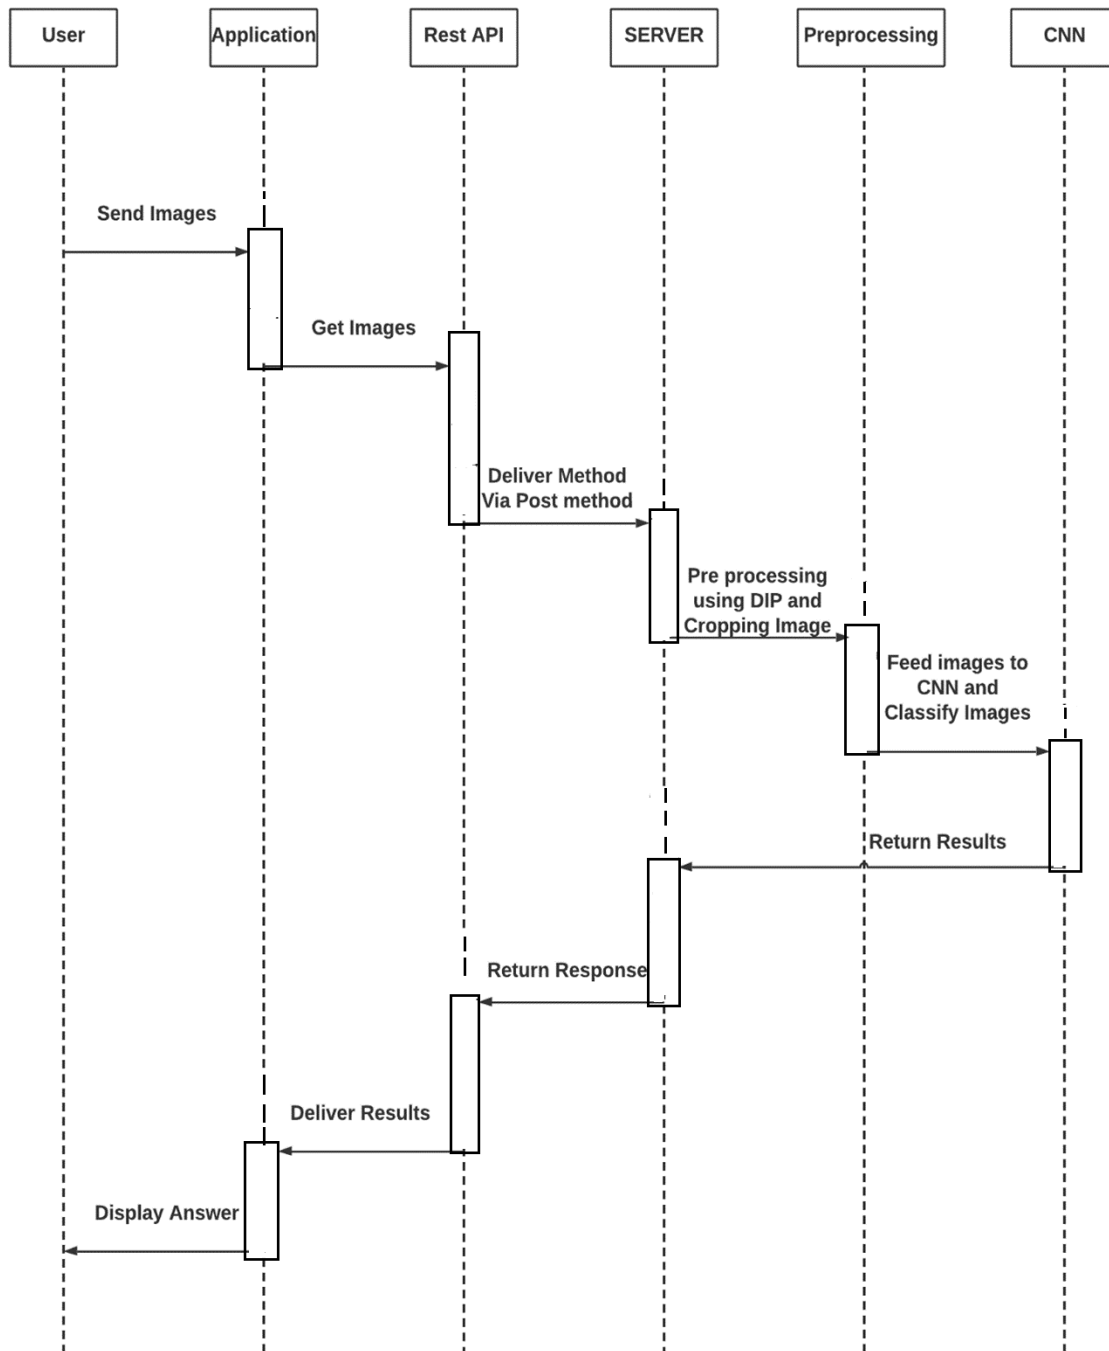 User
Application
Rest API
SERVER
Preprocessing
CNN
Send Images
Get Images
Deliver Method
Via Post method
Pre processing
using DIP and
Cropping Image
Feed images to
CNN and
Classify Images
Return Results
Return Response
Deliver Results
Display Answer